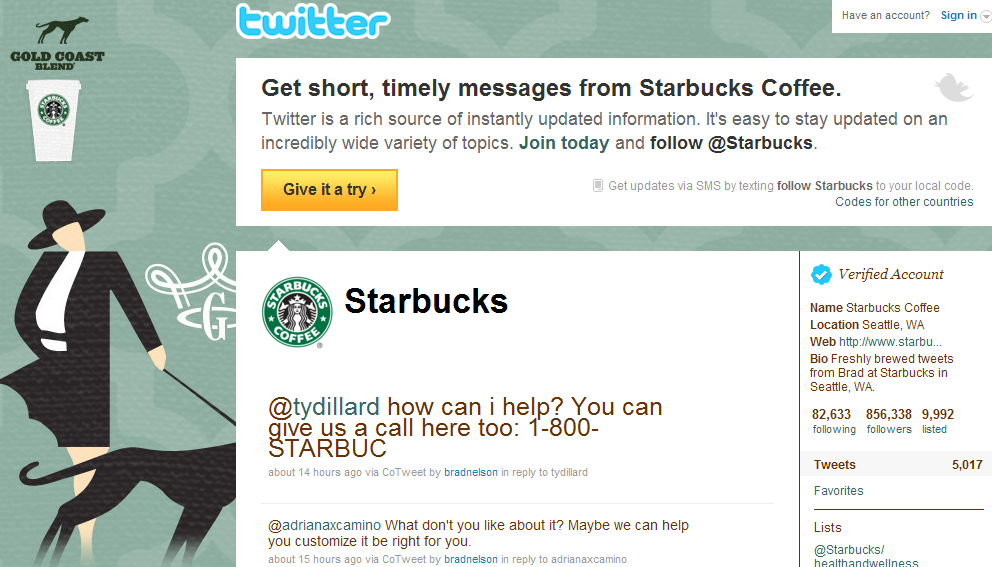 GOLD COAST
BLEND
STARBUCKS
COFFEE
G
twitter
Have an account? Sign in
Get short, timely messages from Starbucks Coffee.
Twitter is a rich source of instantly updated information. It's easy to stay updated on an
incredibly wide variety of topics. Join today and follow @Starbucks.
Give it a try ›
Get updates via SMS by texting follow Starbucks to your local code.
Codes for other countries
STARBUCKS
COFFEE
®
Starbucks
@tydillard how can i help? You can
give us a call here too: 1-800-
STARBUC
about 14 hours ago via CoTweet by bradnelson in reply to tydillard
@adrianaxcamino What don't you like about it? Maybe we can help
you customize it be right for you.
about 15 hours ago via CoTweet by bradnelson in reply to adrianaxcamino
Verified Account
Name Starbucks Coffee
Location Seattle, WA
Web http://www.starbu...
Bio Freshly brewed tweets
from Brad at Starbucks in
Seattle, WA.
82,633 856,338 9,992
following followers listed
Tweets 5,017
Favorites
Lists
@Starbucks/
healthandwellness